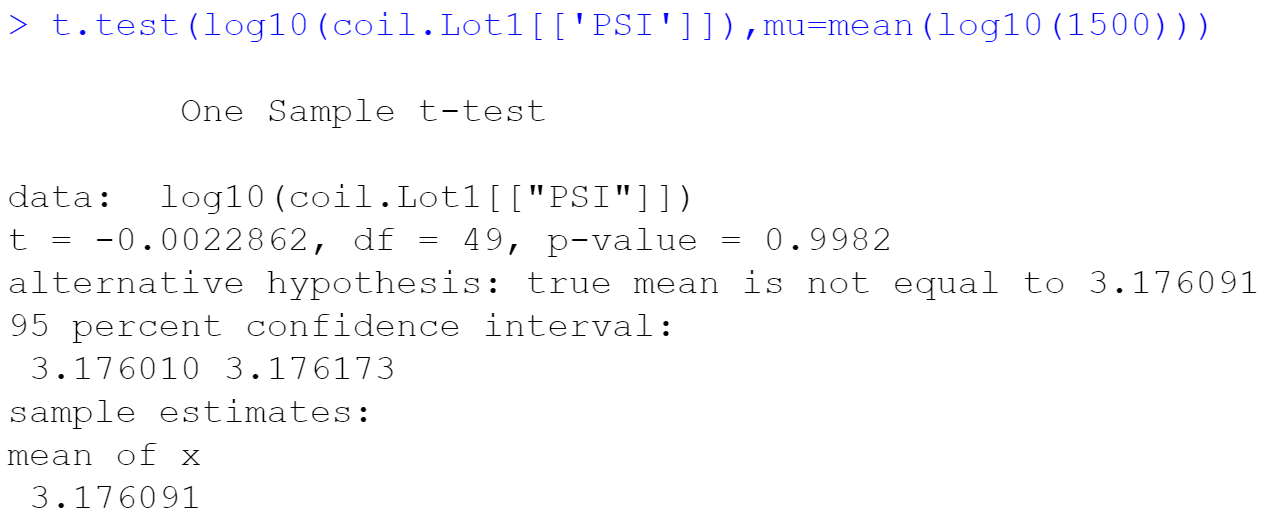 > t.test(log10(coil.Lot1[['PSI']]),mu=mean(log10(1500)))
One Sample t-test
data:  log10(coil.Lot1[["PSI"]])
t = -0.0022862, df = 49, p-value = 0.9982
alternative hypothesis: true mean is not equal to 3.176091
95 percent confidence interval:
 3.176010 3.176173
sample estimates:
mean of x
 3.176091